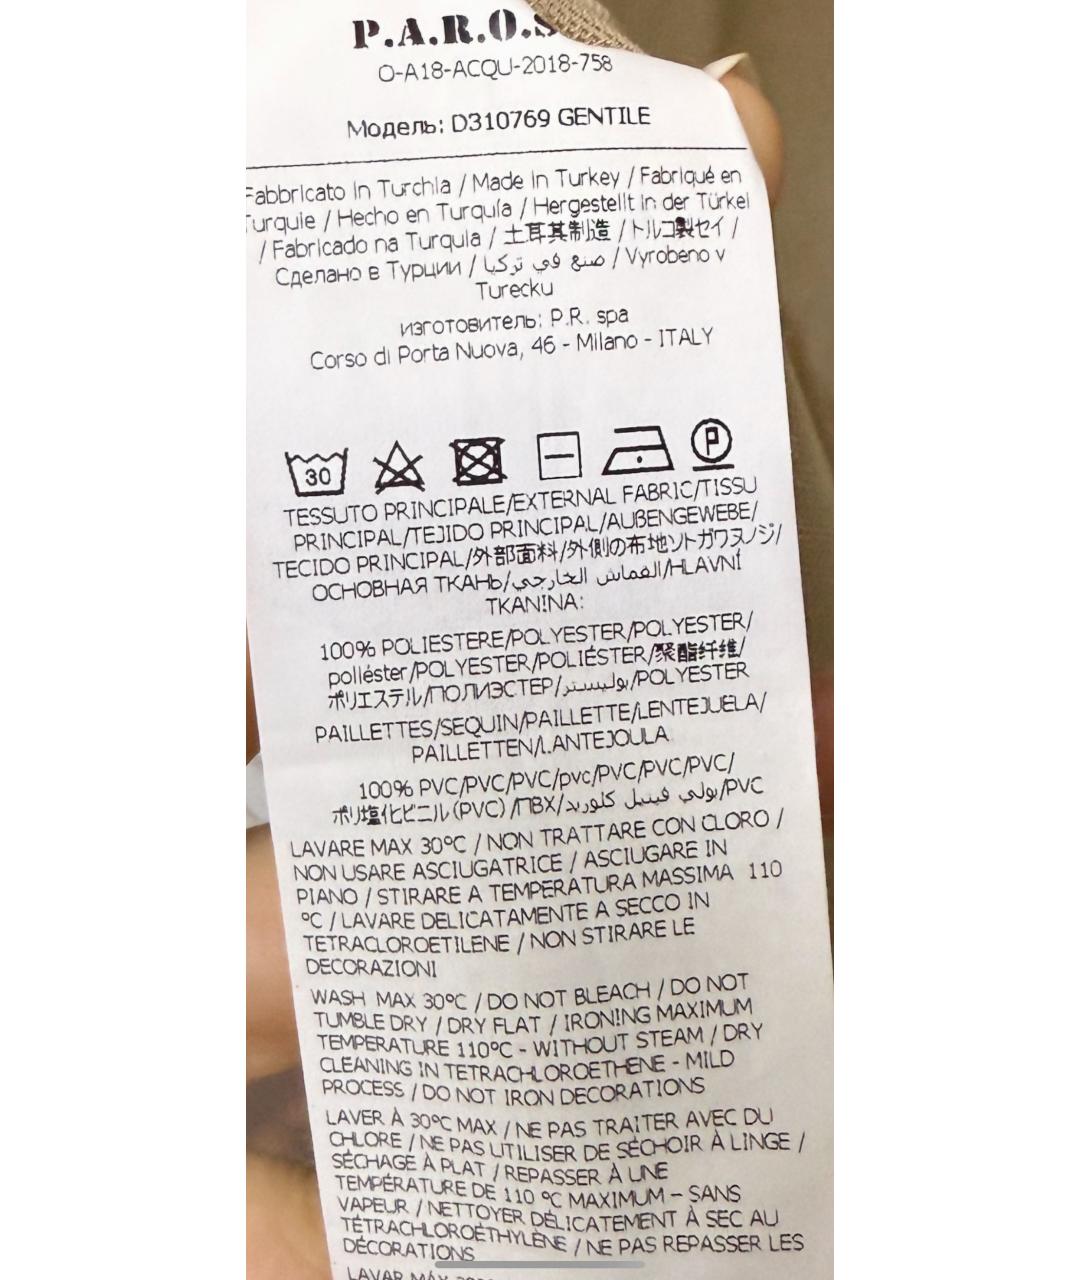 P.A.R.O.S
O-A18-ACQU-2018-758
Модель: D310769 GENTILE
Fabbricato in Turchia / Made in Turkey / Fabriqué en
Turquie / Hecho en Turquía / Hergestellt in der Türkei
/ Fabricado na Turquia / 土耳其制造 / トルコ製セイ /
Сделано в Турции / صنع في تركيا / Vyrobeno v
Turecku
изготовитель: P.R. spa
Corso di Porta Nuova, 46 - Milano - ITALY
30 P
TESSUTO PRINCIPALE/EXTERNAL FABRIC/TISSU
PRINCIPAL/TEJIDO PRINCIPAL/AUßENGEWEBE/
TECIDO PRINCIPAL/外部面料/外側の布地ソトガワヌノジ/
ОСНОВНАЯ ТКАНЬ/القماش الخارجي/HLAVNÍ
TKANINA:
100% POLIESTERE/POLYESTER/POLYESTER/
poliéster/POLYESTER/POLIÉSTER/聚酯纤维/
ポリエステル/ПОЛИЭСТЕР/بوليستر/POLYESTER
PAILLETTES/SEQUIN/PAILLETTE/LENTEJUELA/
PAILLETTEN/LANTEJOULA
100% PVC/PVC/PVC/pvc/PVC/PVC/PVC/
ポリ塩化ビニル(PVC)/ПВХ/بولي فينيل كلوريد/PVC
LAVARE MAX 30°C / NON TRATTARE CON CLORO /
NON USARE ASCIUGATRICE / ASCIUGARE IN
PIANO / STIRARE A TEMPERATURA MASSIMA 110
°C / LAVARE DELICATAMENTE A SECCO IN
TETRACLOROETILENE / NON STIRARE LE
DECORAZIONI
WASH MAX 30°C / DO NOT BLEACH / DO NOT
TUMBLE DRY / DRY FLAT / IRONING MAXIMUM
TEMPERATURE 110°C - WITHOUT STEAM / DRY
CLEANING IN TETRACHLOROETHENE - MILD
PROCESS / DO NOT IRON DECORATIONS
LAVER À 30°C MAX / NE PAS TRAITER AVEC DU
CHLORE / NE PAS UTILISER DE SÉCHOIR À LINGE /
SÉCHAGE À PLAT / REPASSER À UNE
TEMPÉRATURE DE 110 °C MAXIMUM – SANS
VAPEUR / NETTOYER DÉLICATEMENT À SEC AU
TÉTRACHLOROÉTHYLÈNE / NE PAS REPASSER LES
DÉCORATIONS
LAVAR MÁX